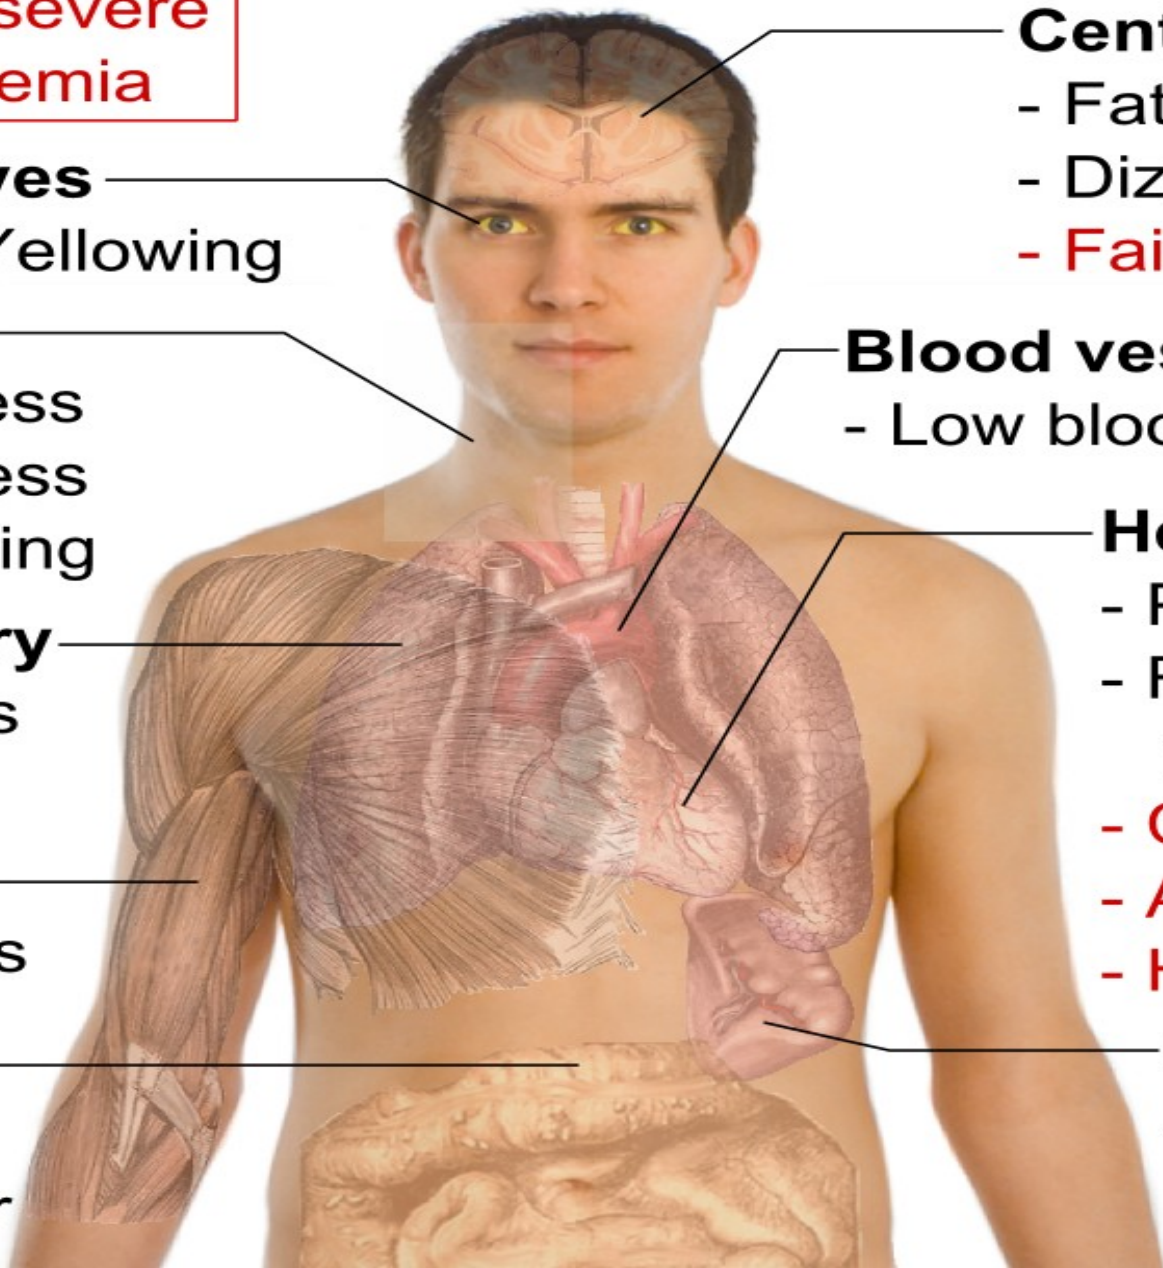 severe
emia
yes
Yellowing
ess
ess
ing
ry
s
s
r
Cent
- Fat
- Diz
- Fai
Blood ves
- Low bloo
He
-
-
-
- A
-